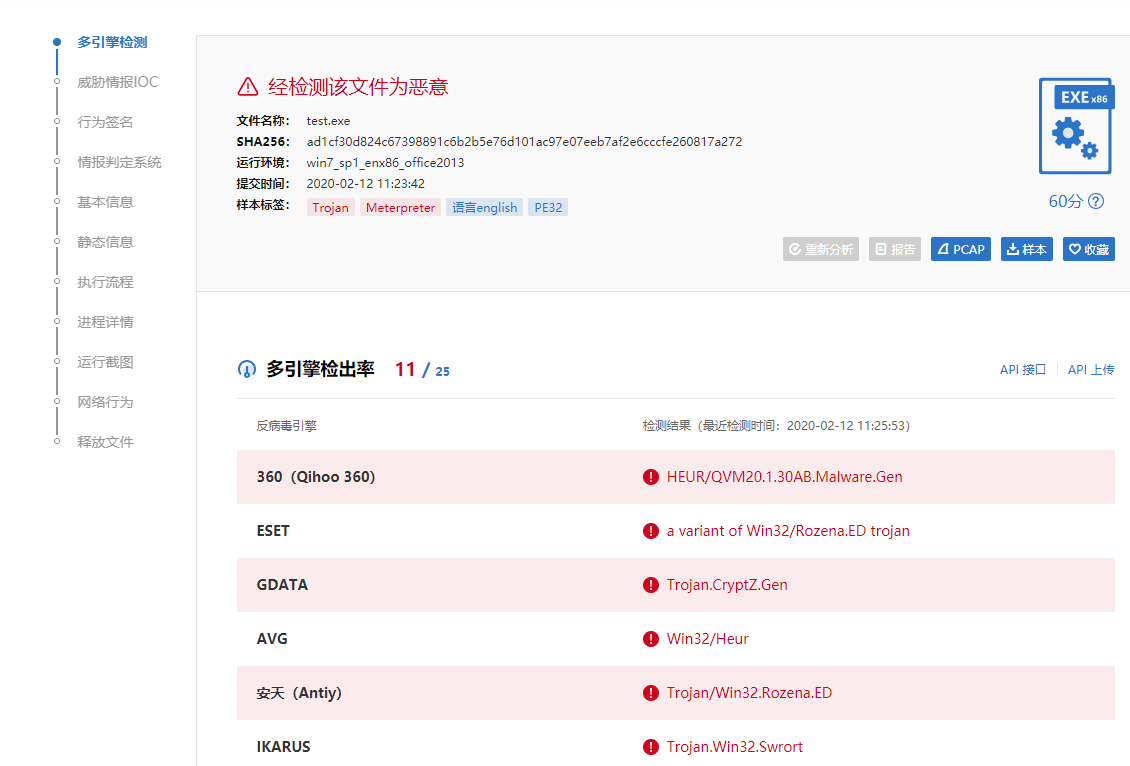 多引擎检测
威胁情报IOC
行为签名
情报判定系统
基本信息
静态信息
执行流程
进程详情
运行截图
网络行为
释放文件
经检测该文件为恶意
文件名称： test.exe
SHA256: ad1cf30d824c67398891c6b2b5e76d101ac97e07eeb7af2e6cccfe260817a272
运行环境： win7_sp1_enx86_office2013
提交时间： 2020-02-12 11:23:42
样本标签： Trojan Meterpreter 语言english PE32
EXE x86
60分 ?
重新分析 报告 PCAP 样本 收藏
多引擎检出率 11 / 25
API 接口 API 上传
反病毒引擎 检测结果（最近检测时间：2020-02-12 11:25:53）
360（Qihoo 360） HEUR/QVM20.1.30AB.Malware.Gen
ESET a variant of Win32/Rozena.ED trojan
GDATA Trojan.CryptZ.Gen
AVG Win32/Heur
安天（Antiy) Trojan/Win32.Rozena.ED
IKARUS Trojan.Win32.Swrort